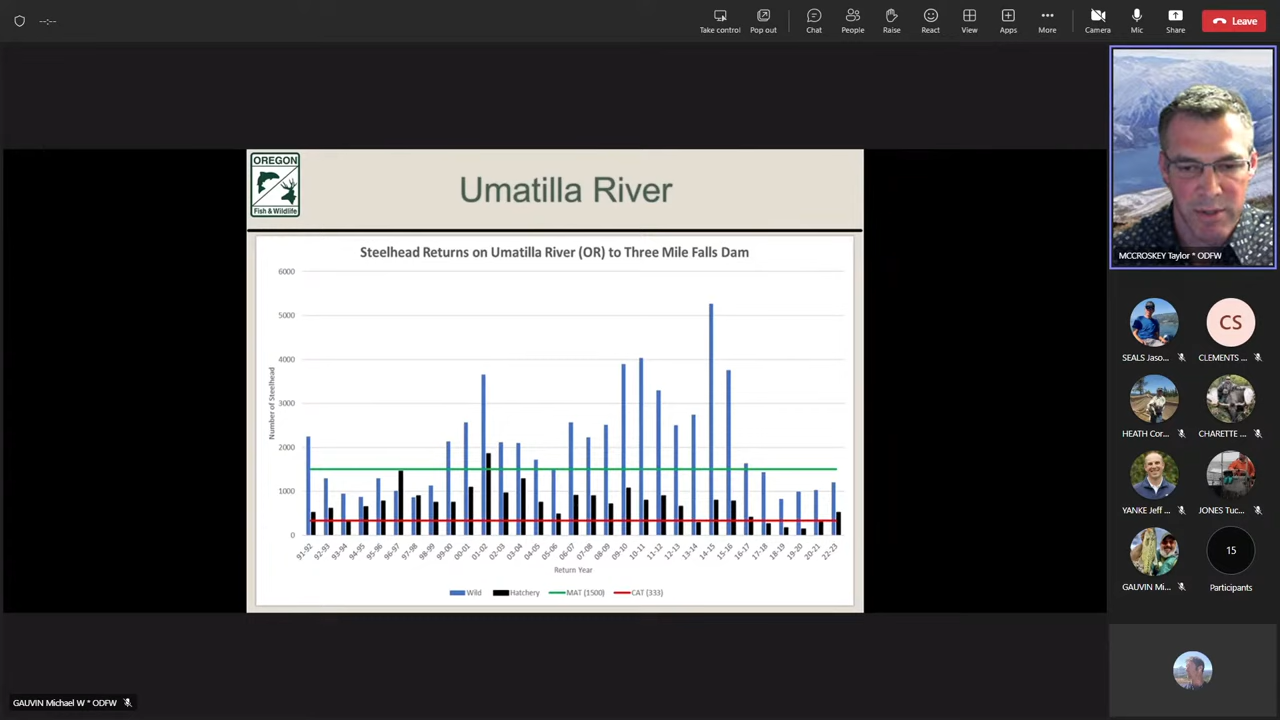 --:--
Take control
Pop out
Chat
People
Raise
React
View
Apps
More
Camera
Mic
Share
Leave
OREGON
Fish & Wildlife
Umatilla River
Steelhead Returns on Umatilla River (OR) to Three Mile Falls Dam
Number of Steelhead
6000
5000
4000
3000
2000
1000
0
91-92 92-93 93-94 94-95 95-96 96-97 97-98 98-99 99-00 00-01 01-02 02-03 03-04 04-05 05-06 06-07 07-08 08-09 09-10 10-11 11-12 12-13 13-14 14-15 15-16 16-17 17-18 18-19 19-20 20-21 22-23
Return Year
Wild Hatchery MAT (1500) CAT (333)
MCCROSKEY Taylor * ODFW
CS
SEALS Jaso... CLEMENTS ...
HEATH Cor... CHARETTE ...
YANKE Jeff ... JONES Tuc...
15
GAUVIN Mi... Participants
GAUVIN Michael W * ODFW